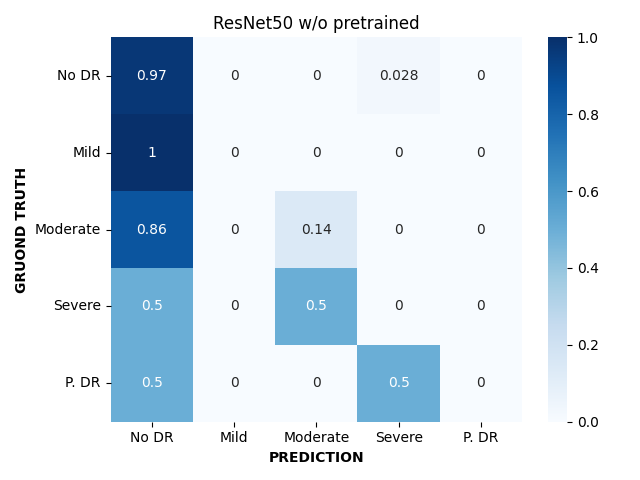 ResNet50 w/o pretrained
GRUOND TRUTH
No DR 0.97 0 0 0.028 0
Mild 1 0 0 0 0
Moderate 0.86 0 0.14 0 0
Severe 0.5 0 0.5 0 0
P. DR 0.5 0 0 0.5 0
No DR Mild Moderate Severe P. DR
PREDICTION
1.0
0.8
0.6
0.4
0.2
0.0